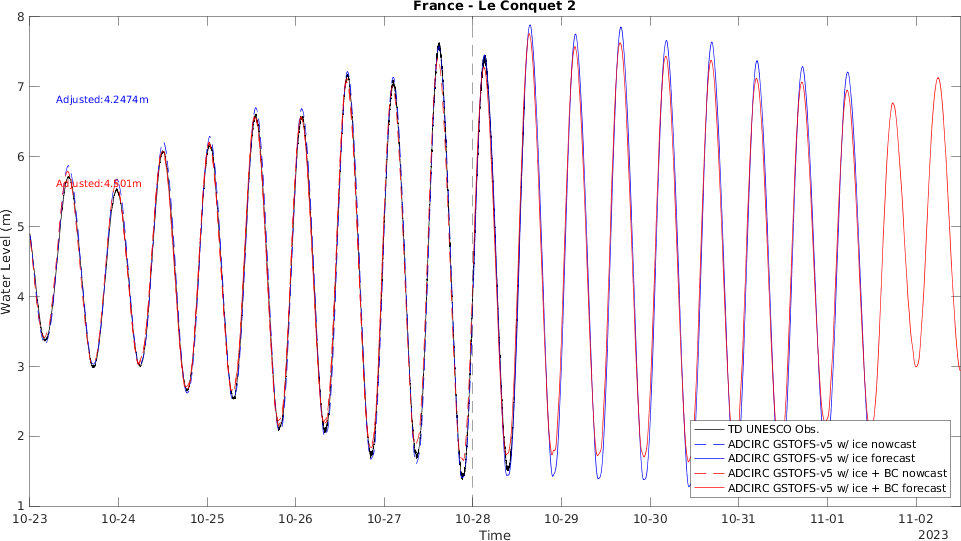 France - Le Conquet 2
8
7
6
5
4
3
2
1
Water Level (m)
Adjusted:4.2474m
TD UNESCO Obs.
ADCIRC GSTOFS-v5 w/ ice nowcast
ADCIRC GSTOFS-v5 w/ ice forecast
ADCIRC GSTOFS-v5 w/ ice + BC nowcast
ADCIRC GSTOFS-v5 w/ ice + BC forecast
10-23 10-24 10-25 10-26 10-27 10-28 10-29 10-30 10-31 11-01 11-02
Time
2023